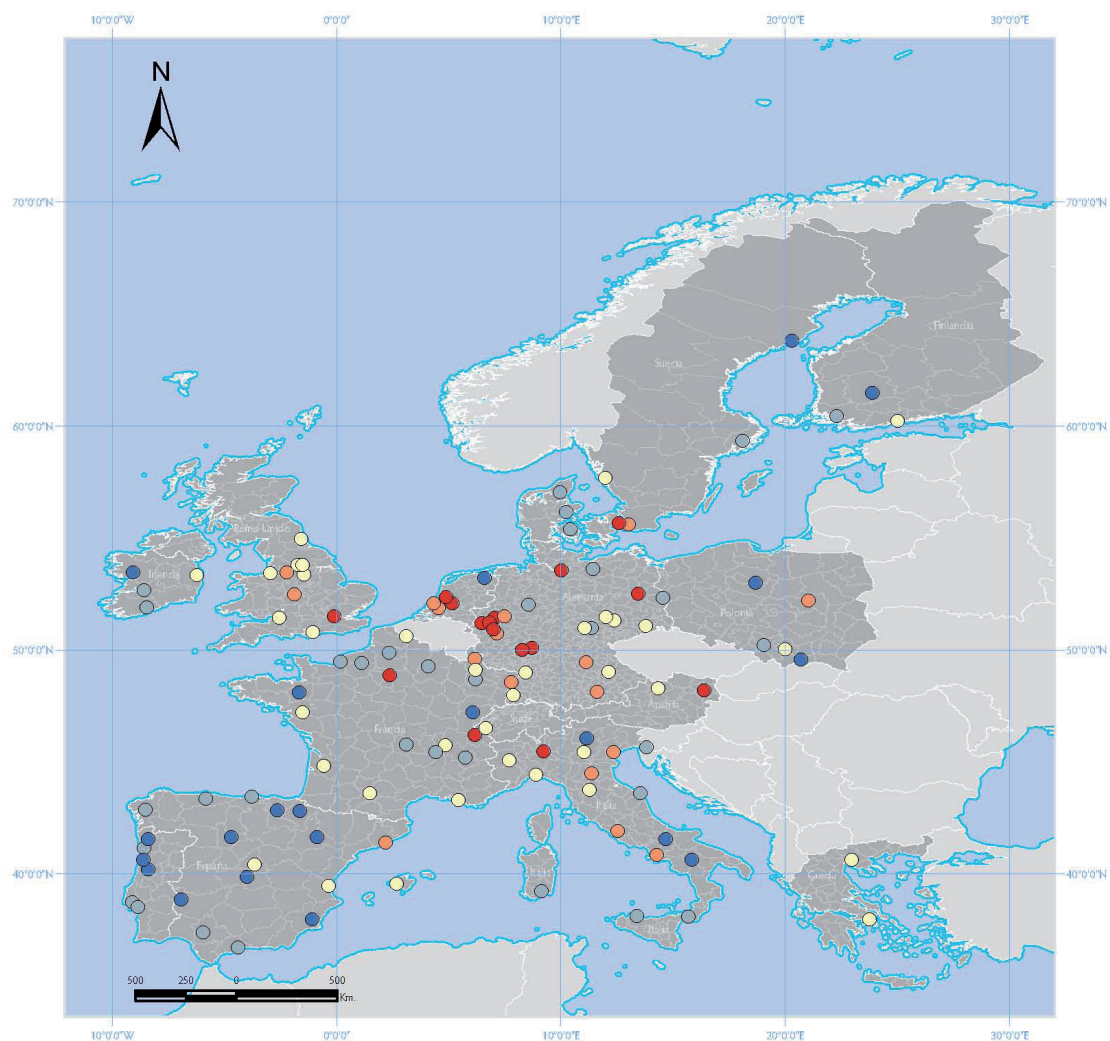 10°0'0"W 0°0'0" 10°0'0"E 20°0'0"E 30°0'0"E
N
70°0'0"N 70°0'0"N
Finlandia
Suecia
60°0'0"N 60°0'0"N
Reino Unido
Irlanda
Alemania
Polonia
50°0'0"N 50°0'0"N
Austria
Suiza
Francia
Italia
España
Italia
40°0'0"N Grecia 40°0'0"N
Italia
500 250 0 500
Km.
10°0'0"W 0°0'0" 10°0'0"E 20°0'0"E 30°0'0"E